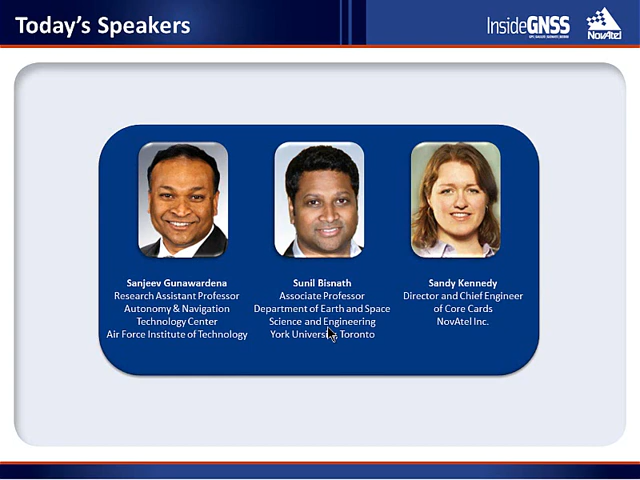 Today's Speakers
InsideGNSS
NovAtel
Sanjeev Gunawardena
Research Assistant Professor
Autonomy & Navigation
Technology Center
Air Force Institute of Technology
Sunil Bisnath
Associate Professor
Department of Earth and Space
Science and Engineering
York University, Toronto
Sandy Kennedy
Director and Chief Engineer
of Core Cards
NovAtel Inc.